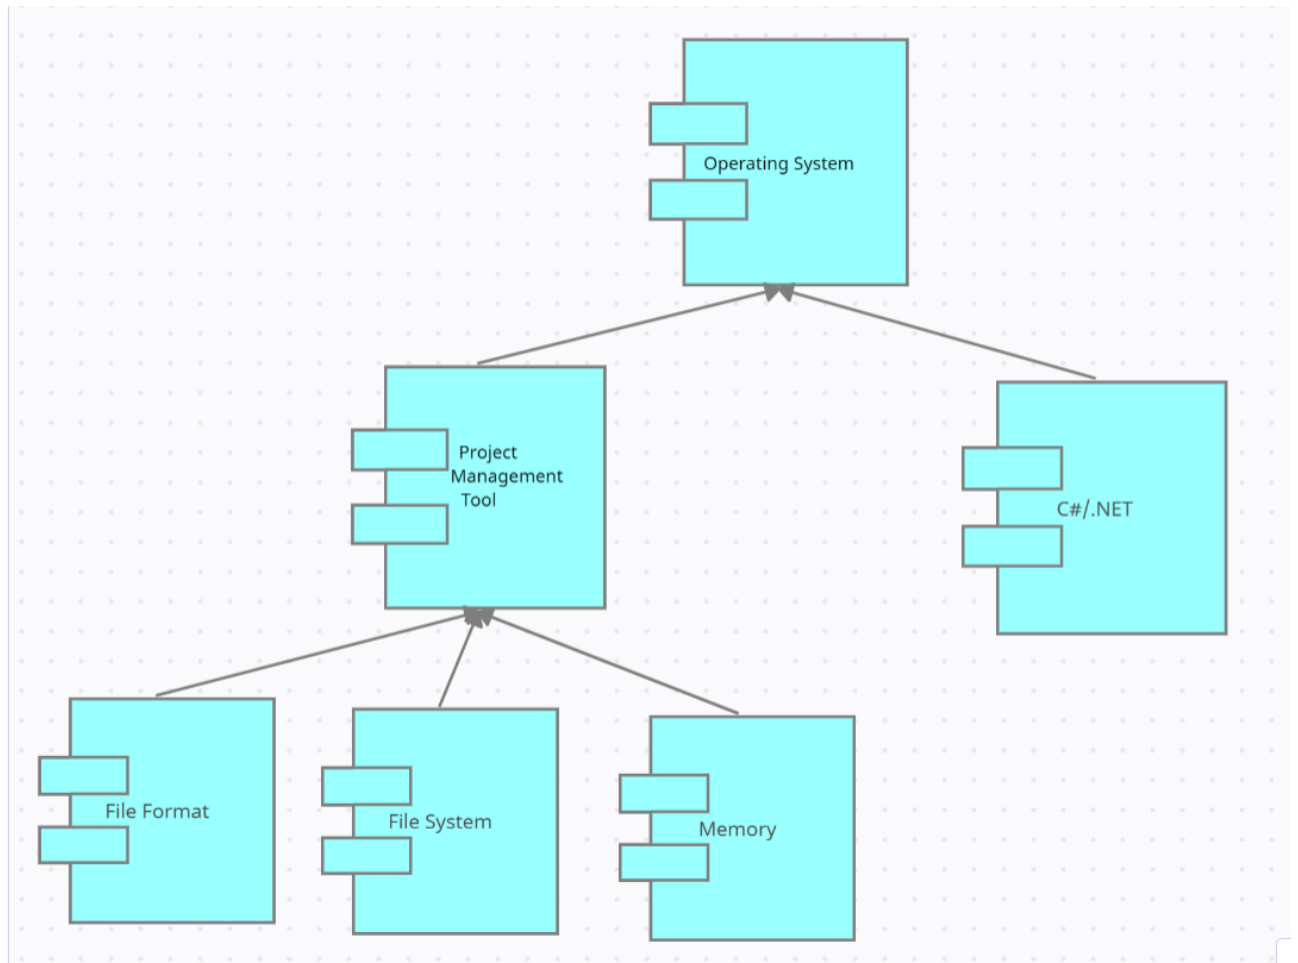 Operating System
Project
Management
Tool
C#/.NET
File Format
File System
Memory